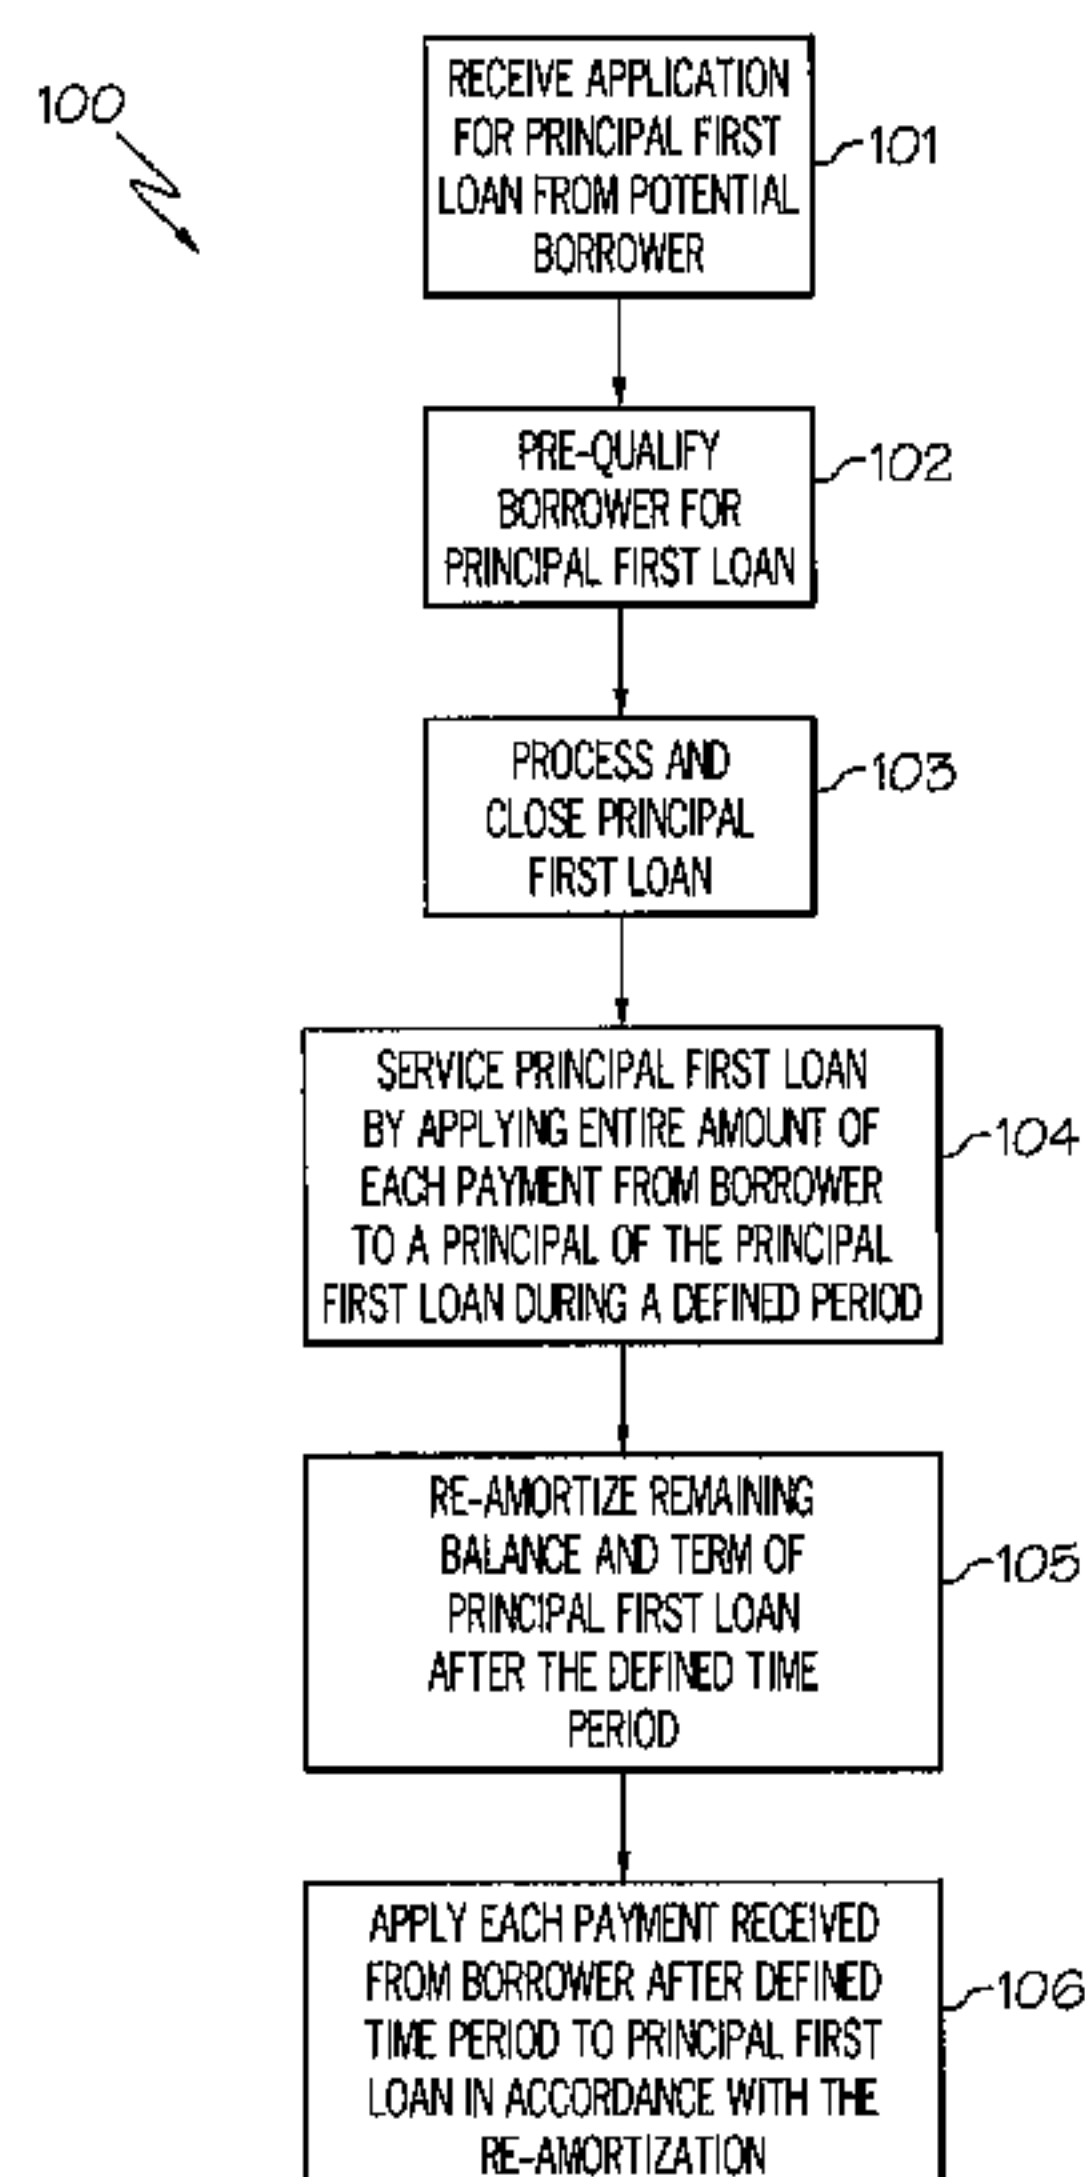 100
RECEIVE APPLICATION
FOR PRINCIPAL FIRST
LOAN FROM POTENTIAL
BORROWER
101
PRE-QUALIFY
BORROWER FOR
PRINCIPAL FIRST LOAN
102
PROCESS AND
CLOSE PRINCIPAL
FIRST LOAN
103
SERVICE PRINCIPAL FIRST LOAN
BY APPLYING ENTIRE AMOUNT OF
EACH PAYMENT FROM BORROWER
TO A PRINCIPAL OF THE PRINCIPAL
FIRST LOAN DURING A DEFINED PERIOD
104
RE-AMORTIZE REMAINING
BALANCE AND TERM OF
PRINCIPAL FIRST LOAN
AFTER THE DEFINED TIME
PERIOD
105
APPLY EACH PAYMENT RECEIVED
FROM BORROWER AFTER DEFINED
TIME PERIOD TO PRINCIPAL FIRST
LOAN IN ACCORDANCE WITH THE
RE-AMORTIZATION
106